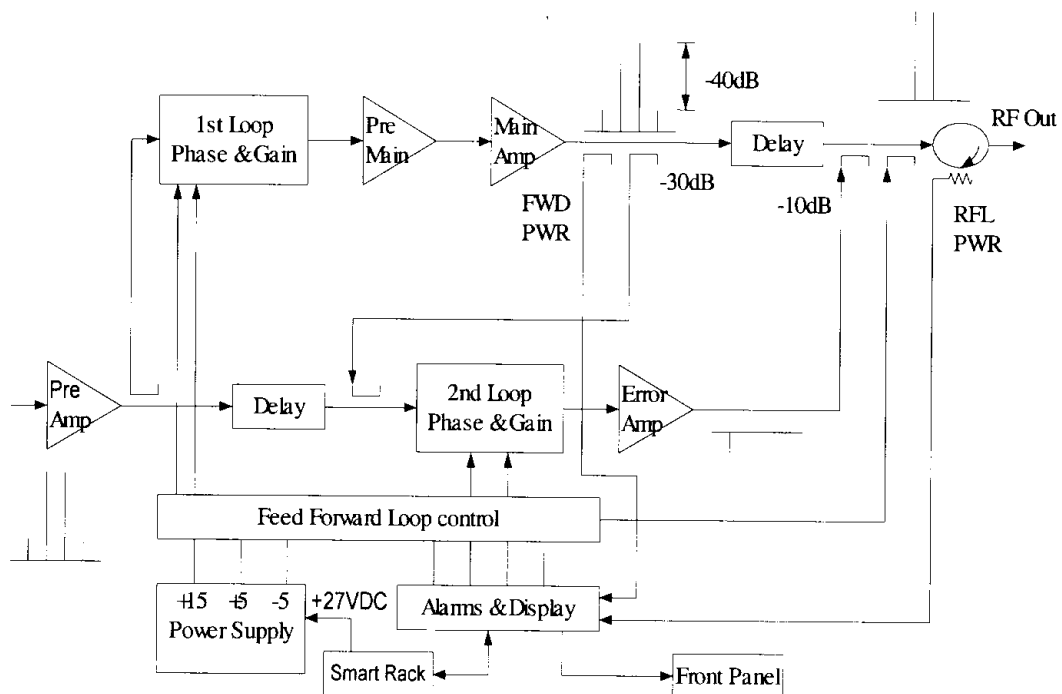 -40dB
1st Loop
Phase &Gain
Pre
Main
Main
Amp
Delay
RF Out
-30dB
FWD
PWR
-10dB
RFL
PWR
Pre
Amp
Delay
2nd Loop
Phase &Gain
Error
Amp
Feed Forward Loop control
+15 +5 -5
+27VDC
Power Supply
Alarms &Display
Smart Rack
Front Panel